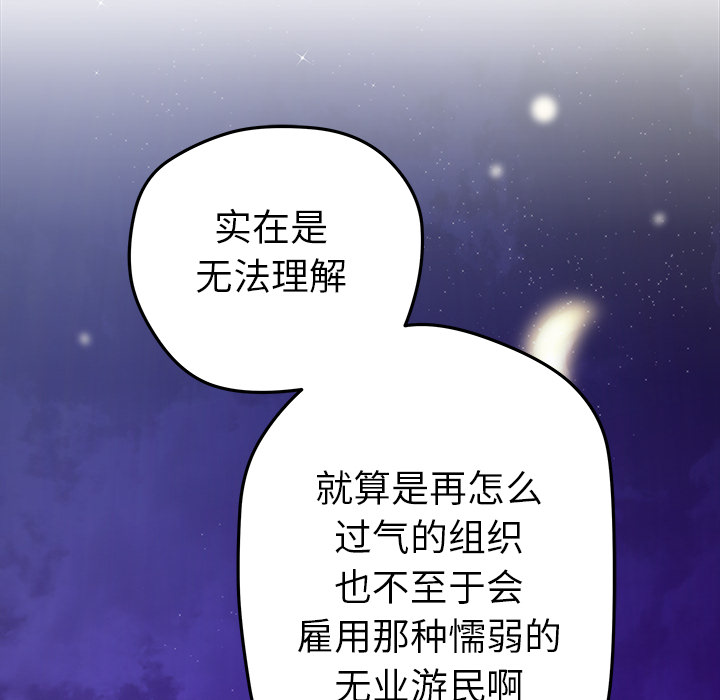 实在是
无法理解
就算是再怎么
过气的组织
也不至于会
雇用那种懦弱的
无业游民啊